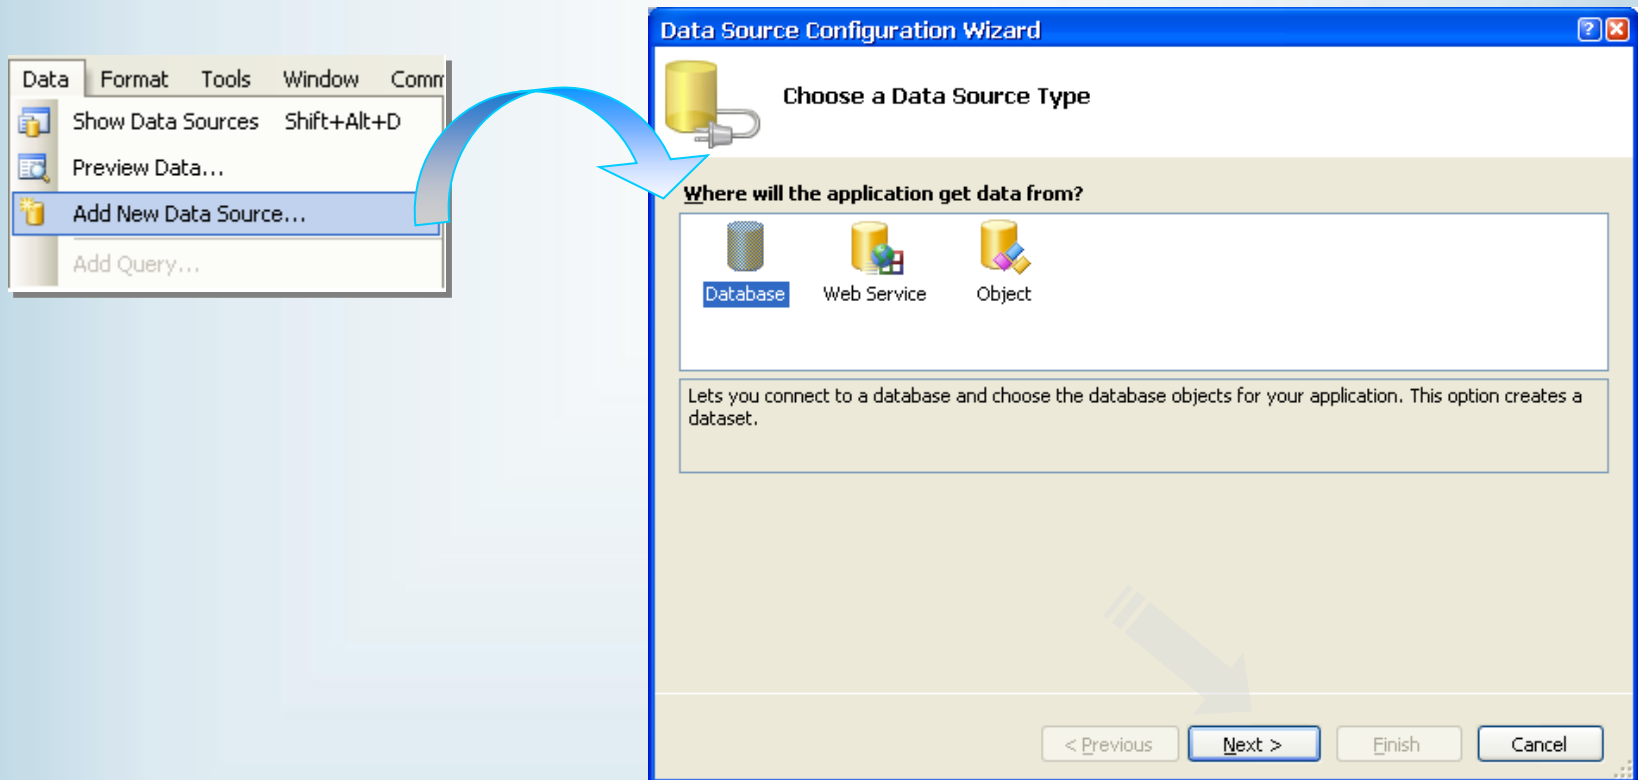 Data Format Tools Window Comm
Show Data Sources Shift+Alt+D
Preview Data...
Add New Data Source...
Add Query...
Data Source Configuration Wizard
Choose a Data Source Type
Where will the application get data from?
Database Web Service Object
Lets you connect to a database and choose the database objects for your application. This option creates a
dataset.
< Previous Next > Finish Cancel